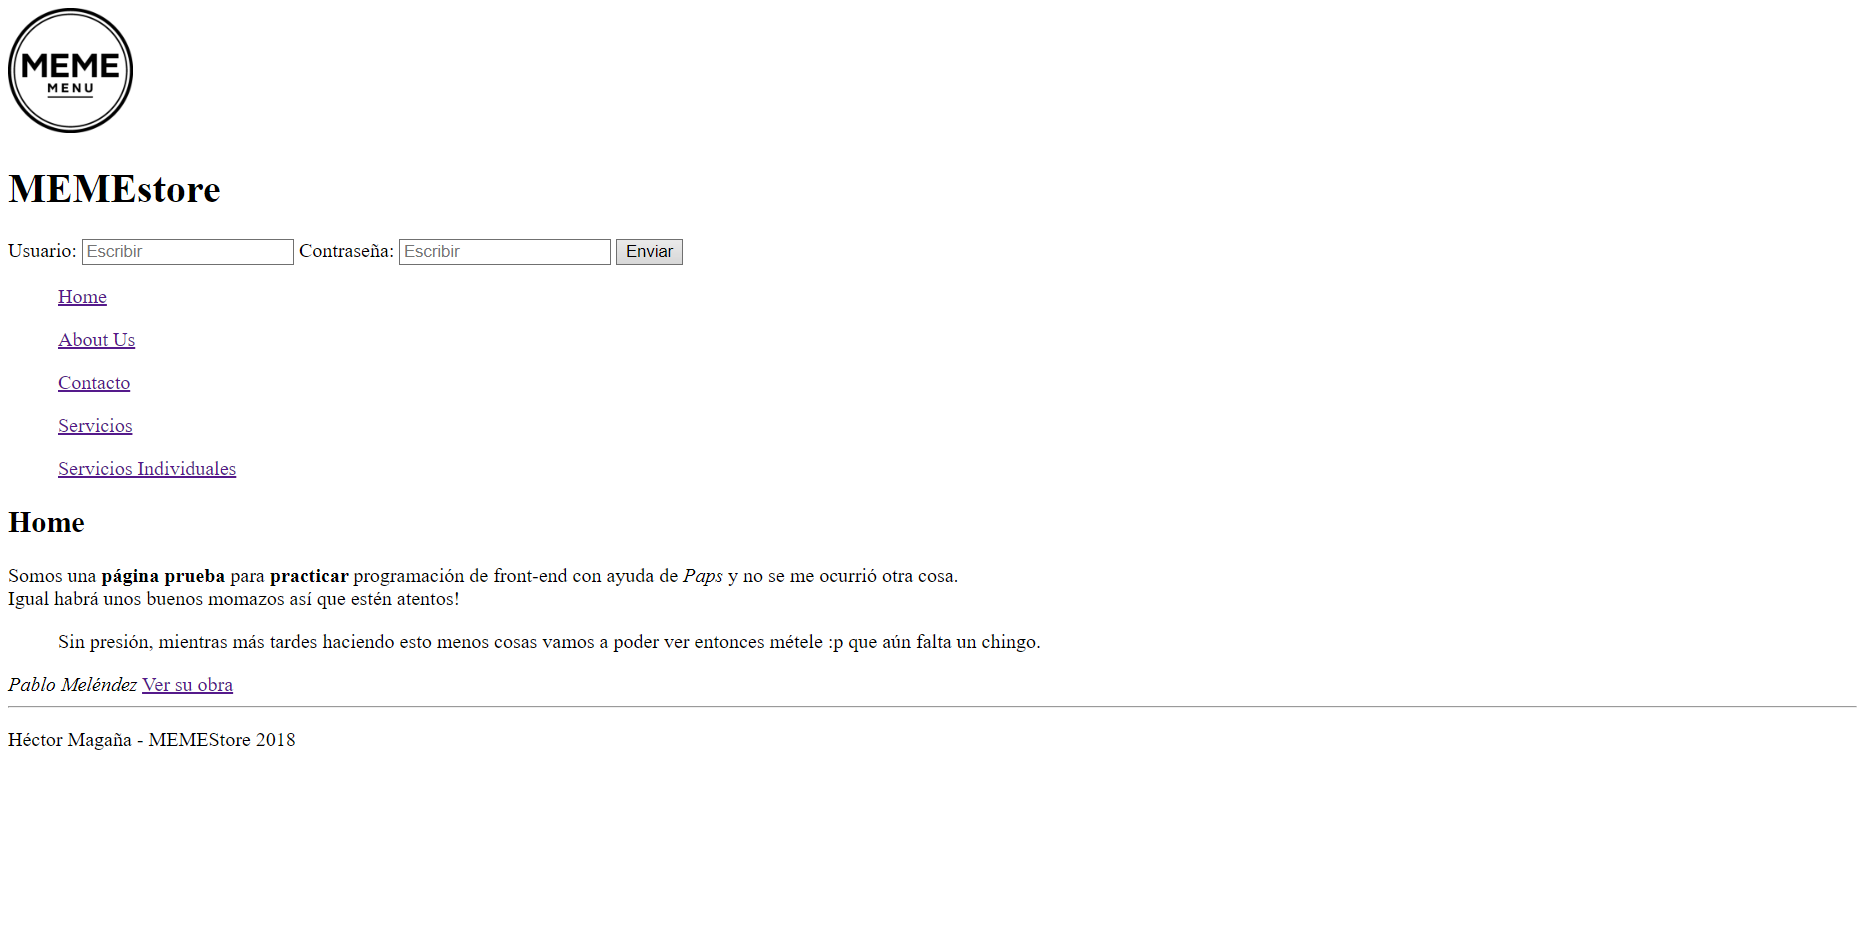 MEME
MENU
MEMEstore
Usuario: Escribir Contraseña: Escribir Enviar
Home
About Us
Contacto
Servicios
Servicios Individuales
Home
Somos una página prueba para practicar programación de front-end con ayuda de Paps y no se me ocurrió otra cosa.
Igual habrá unos buenos momazos así que estén atentos!
Sin presión, mientras más tardes haciendo esto menos cosas vamos a poder ver entonces métele :p que aún falta un chingo.
Pablo Meléndez Ver su obra
Héctor Magaña - MEMEStore 2018